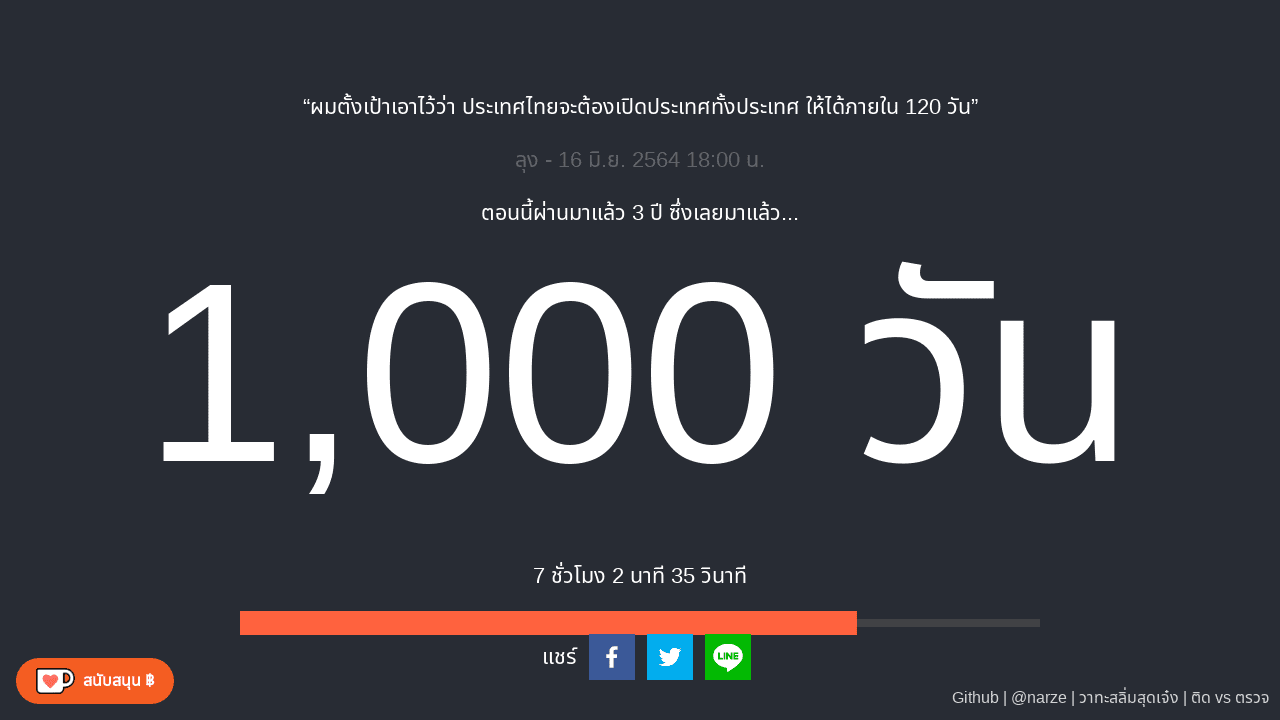 “ผมตั้งเป้าเอาไว้ว่า ประเทศไทยจะต้องเปิดประเทศทั้งประเทศ ให้ได้ภายใน 120 วัน”
ลุง - 16 มิ.ย. 2564 18:00 น.
ตอนนี้ผ่านมาแล้ว 3 ปี ซึ่งเลยมาแล้ว...
1,000 วัน
7 ชั่วโมง 2 นาที 35 วินาที
แชร์
LINE
สนับสนุน ฿
Github | @narze | วาทะสลิ่มสุดเจ๋ง | ติด vs ตรวจ